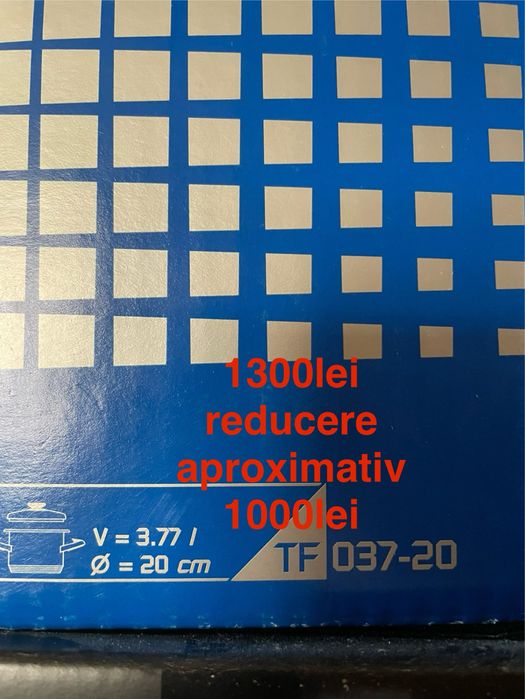 1300lei
reducere
aproximativ
1000lei
V = 3.77 l
Ø = 20 cm
TF 037-20